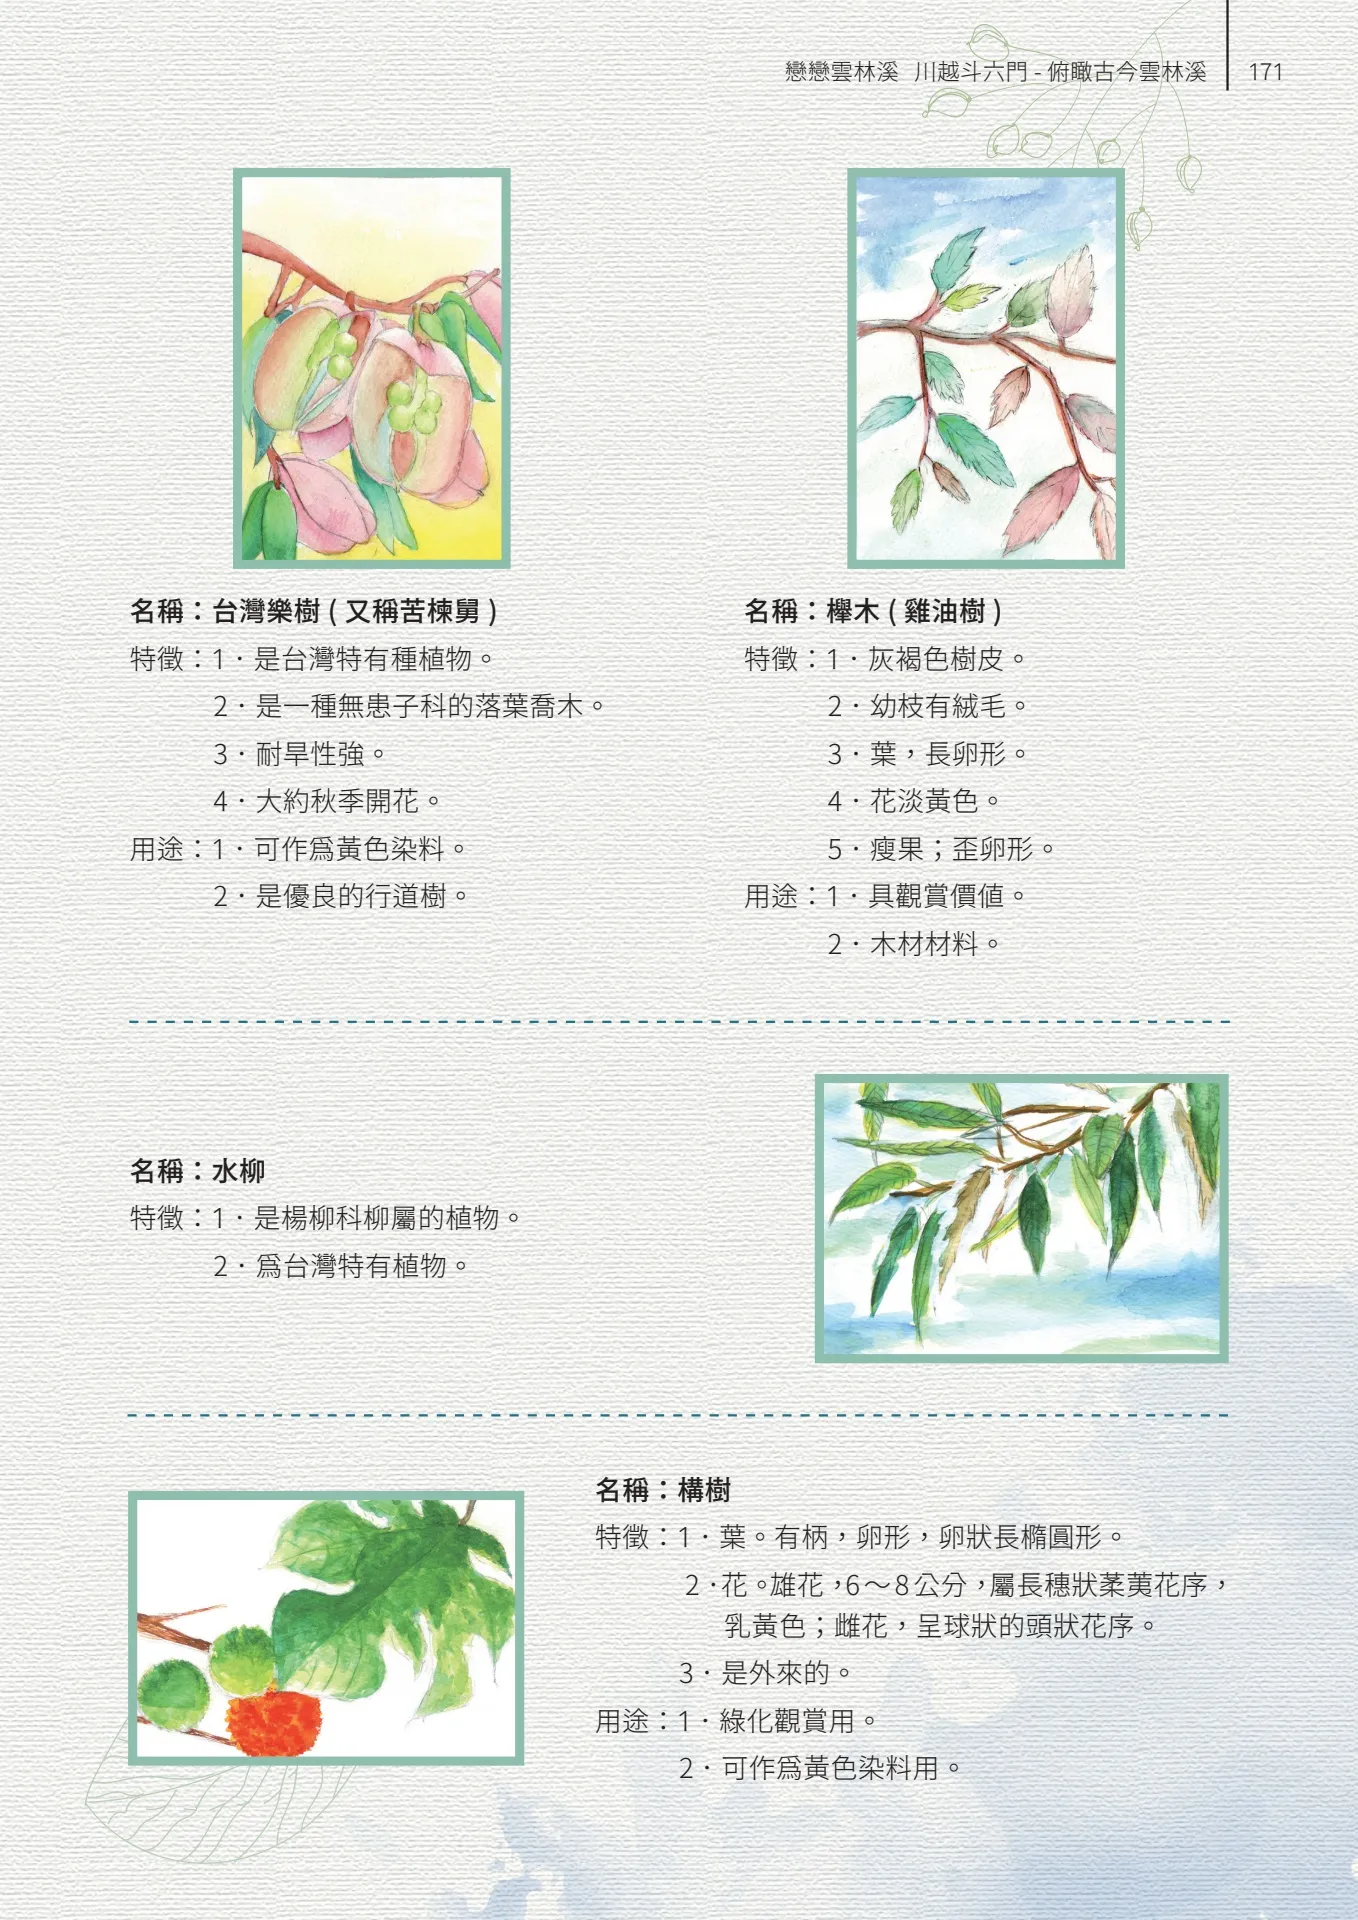 戀戀雲林溪 川越斗六門 - 俯瞰古今雲林溪 171
名稱：台灣欒樹 ( 又稱苦楝舅 )
特徵：1．是台灣特有種植物。
2．是一種無患子科的落葉喬木。
3．耐旱性強。
4．大約秋季開花。
用途：1．可作爲黃色染料。
2．是優良的行道樹。
名稱：櫸木 ( 雞油樹 )
特徵：1．灰褐色樹皮。
2．幼枝有絨毛。
3．葉，長卵形。
4．花淡黃色。
5．瘦果；歪卵形。
用途：1．具觀賞價値。
2．木材材料。
名稱：水柳
特徵：1．是楊柳科柳屬的植物。
2．爲台灣特有植物。
名稱：構樹
特徵：1．葉。有柄，卵形，卵狀長橢圓形。
2．花。雄花，6～8公分，屬長穗狀葇荑花序，
乳黃色；雌花，呈球狀的頭狀花序。
3．是外來的。
用途：1．綠化觀賞用。
2．可作爲黃色染料用。